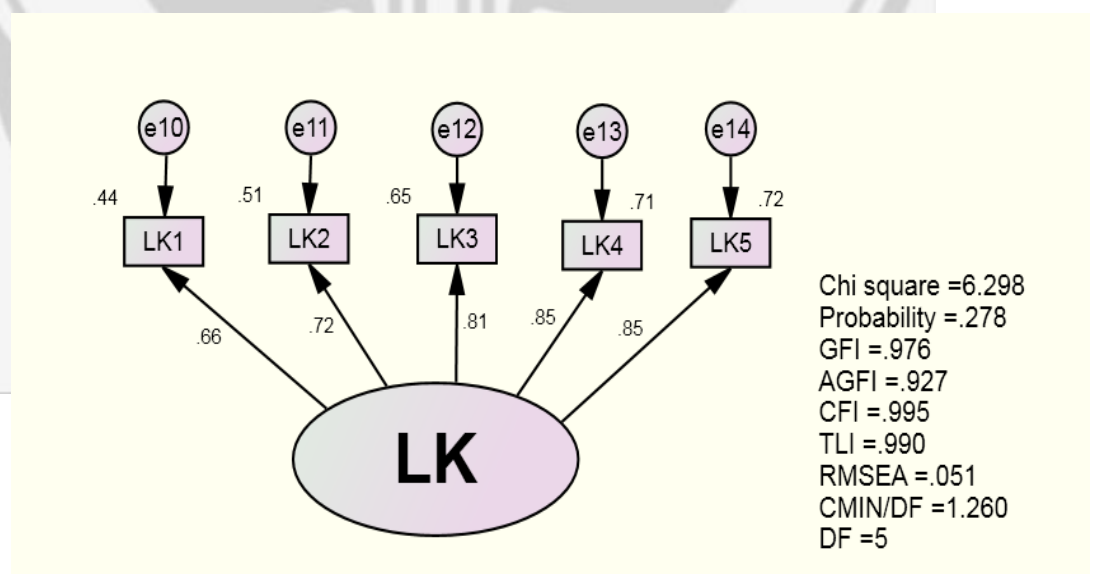 e10 e11 e12 e13 e14
.44 .51 .65 .71 .72
LK1 LK2 LK3 LK4 LK5
.66 .72 .81 .85 .85
LK
Chi square =6.298
Probability =.278
GFI =.976
AGFI =.927
CFI =.995
TLI =.990
RMSEA =.051
CMIN/DF =1.260
DF =5